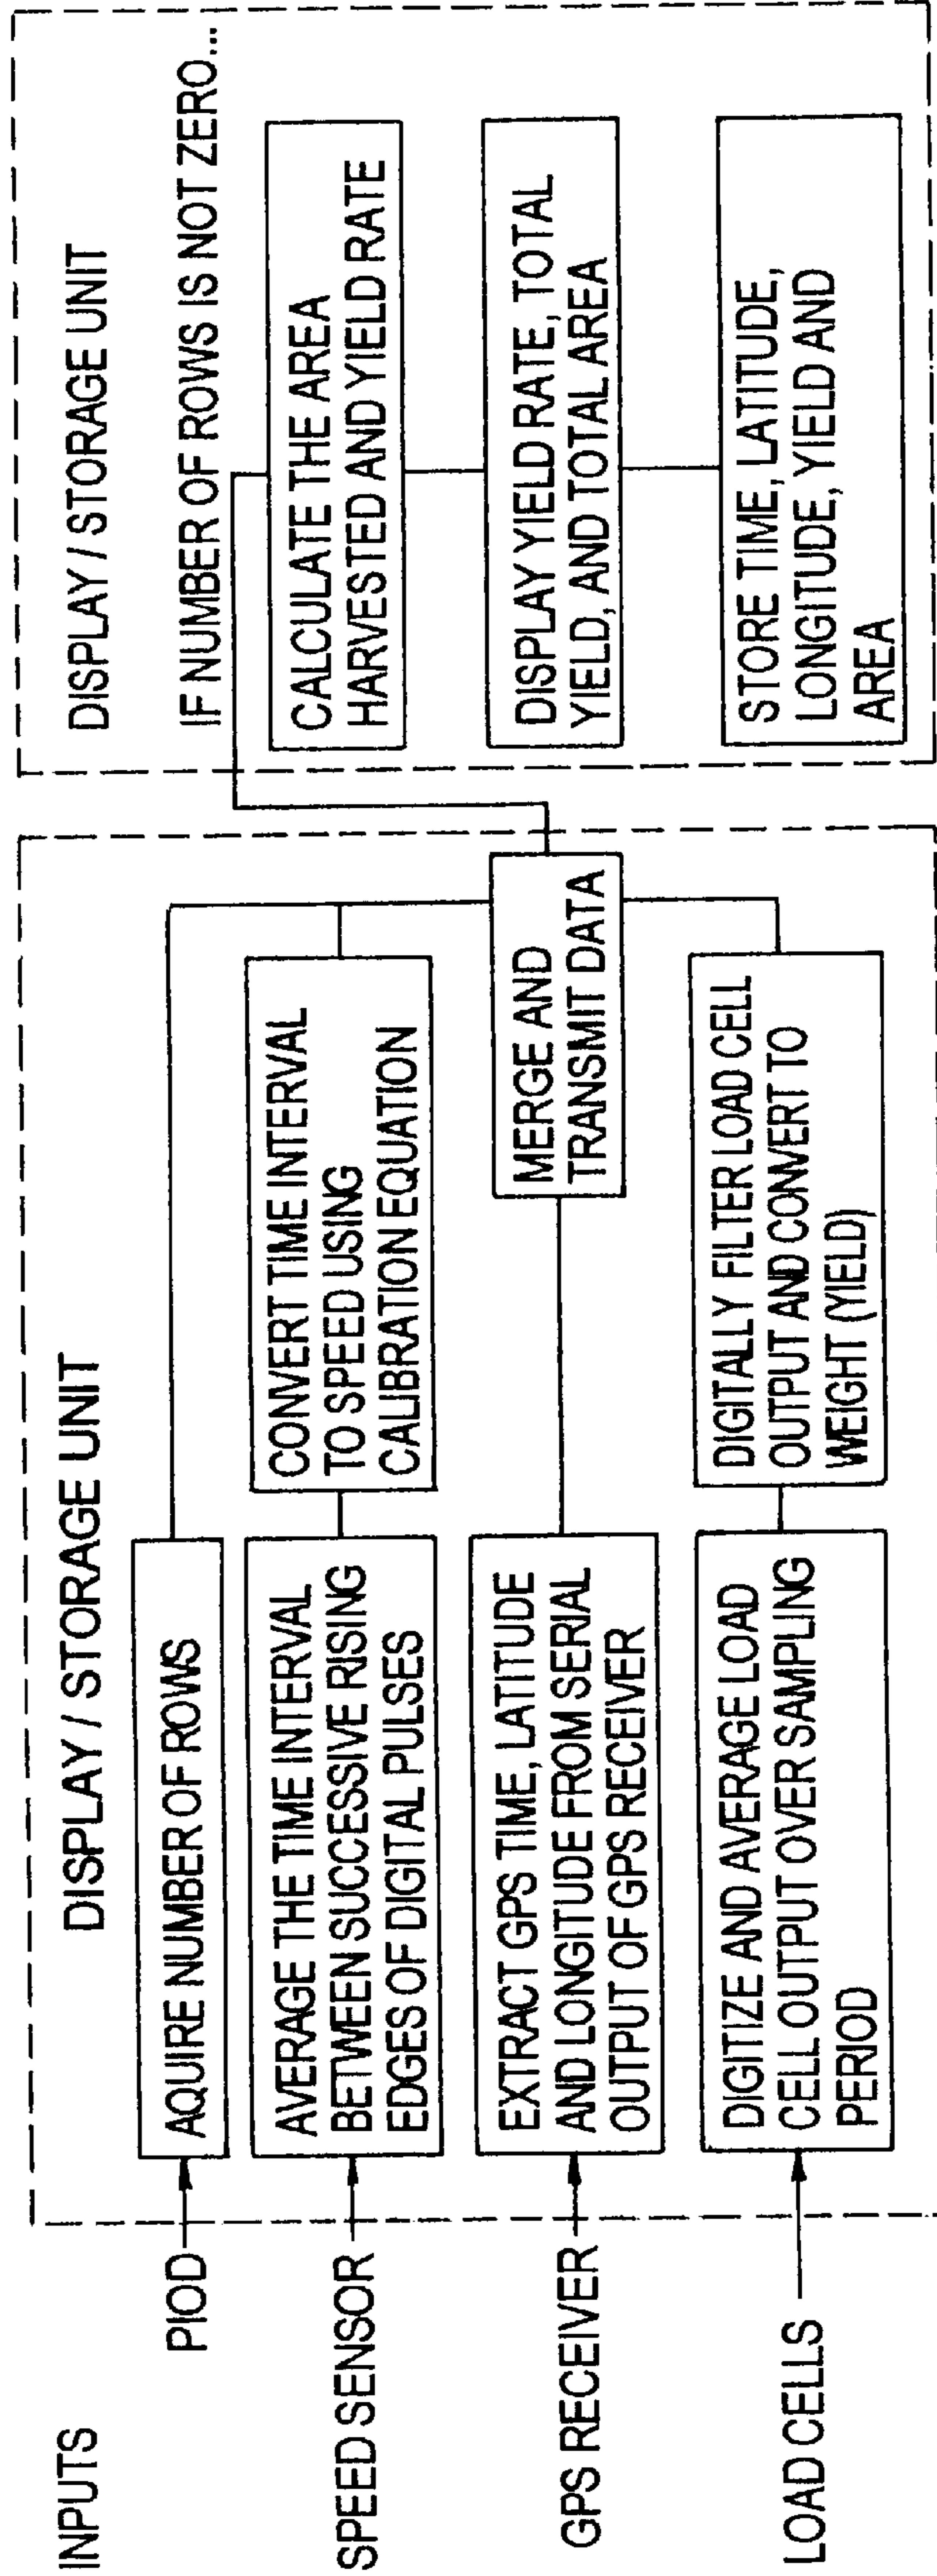 INPUTS
PIOD
SPEED SENSOR
GPS RECEIVER
LOAD CELLS
DISPLAY / STORAGE UNIT
AQUIRE NUMBER OF ROWS
AVERAGE THE TIME INTERVAL
BETWEEN SUCCESSIVE RISING
EDGES OF DIGITAL PULSES
CONVERT TIME INTERVAL
TO SPEED USING
CALIBRATION EQUATION
EXTRACT GPS TIME, LATITUDE
AND LONGITUDE FROM SERIAL
OUTPUT OF GPS RECEIVER
MERGE AND
TRANSMIT DATA
DIGITIZE AND AVERAGE LOAD
CELL OUTPUT OVER SAMPLING
PERIOD
DIGITALLY FILTER LOAD CELL
OUTPUT AND CONVERT TO
WEIGHT (YIELD)
DISPLAY / STORAGE UNIT
IF NUMBER OF ROWS IS NOT ZERO...
CALCULATE THE AREA
HARVESTED AND YIELD RATE
DISPLAY YIELD RATE, TOTAL
YIELD, AND TOTAL AREA
STORE TIME, LATITUDE,
LONGITUDE, YIELD AND
AREA